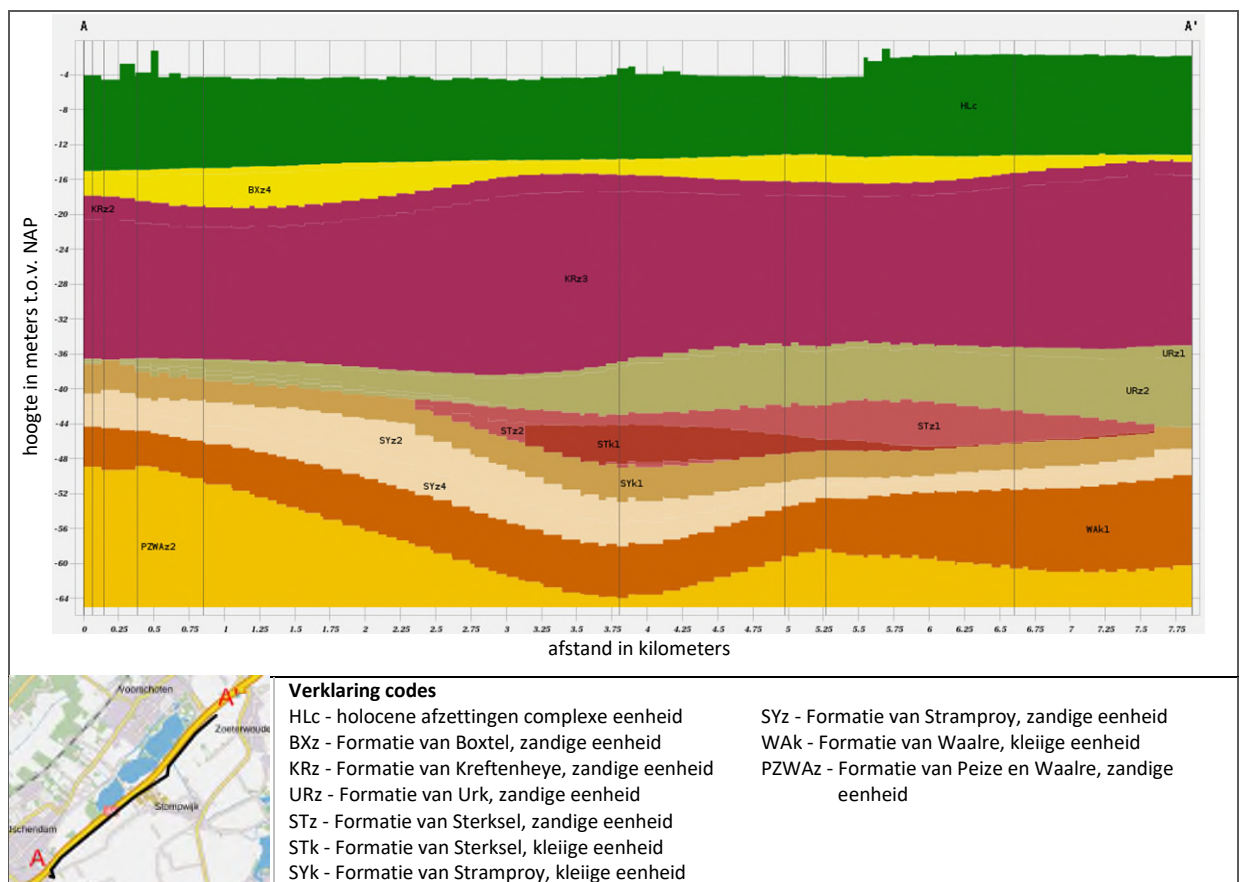 A A'
-4
-8
-12
-16
-20
-24
-28
-32
-36
-40
-44
-48
-52
-56
-60
-64
hoogte in meters t.o.v. NAP
HLc
BXz4
KRz2
KRz3
URz1
URz2
STz1
STz2
STk1
SYz2
SYk1
SYz4
WAk1
PZWAz2
0 0.25 0.5 0.75 1 1.25 1.5 1.75 2 2.25 2.5 2.75 3 3.25 3.5 3.75 4 4.25 4.5 4.75 5 5.25 5.5 5.75 6 6.25 6.5 6.75 7 7.25 7.5 7.75
afstand in kilometers
Voorschoten
A'
Zoeterwoude
Stompwijk
dschendam
A
Verklaring codes
HLc - holocene afzettingen complexe eenheid
BXz - Formatie van Boxtel, zandige eenheid
KRz - Formatie van Kreftenheye, zandige eenheid
URz - Formatie van Urk, zandige eenheid
STz - Formatie van Sterksel, zandige eenheid
STk - Formatie van Sterksel, kleiige eenheid
SYk - Formatie van Stramproy, kleiige eenheid
SYz - Formatie van Stramproy, zandige eenheid
WAk - Formatie van Waalre, kleiige eenheid
PZWAz - Formatie van Peize en Waalre, zandige
eenheid